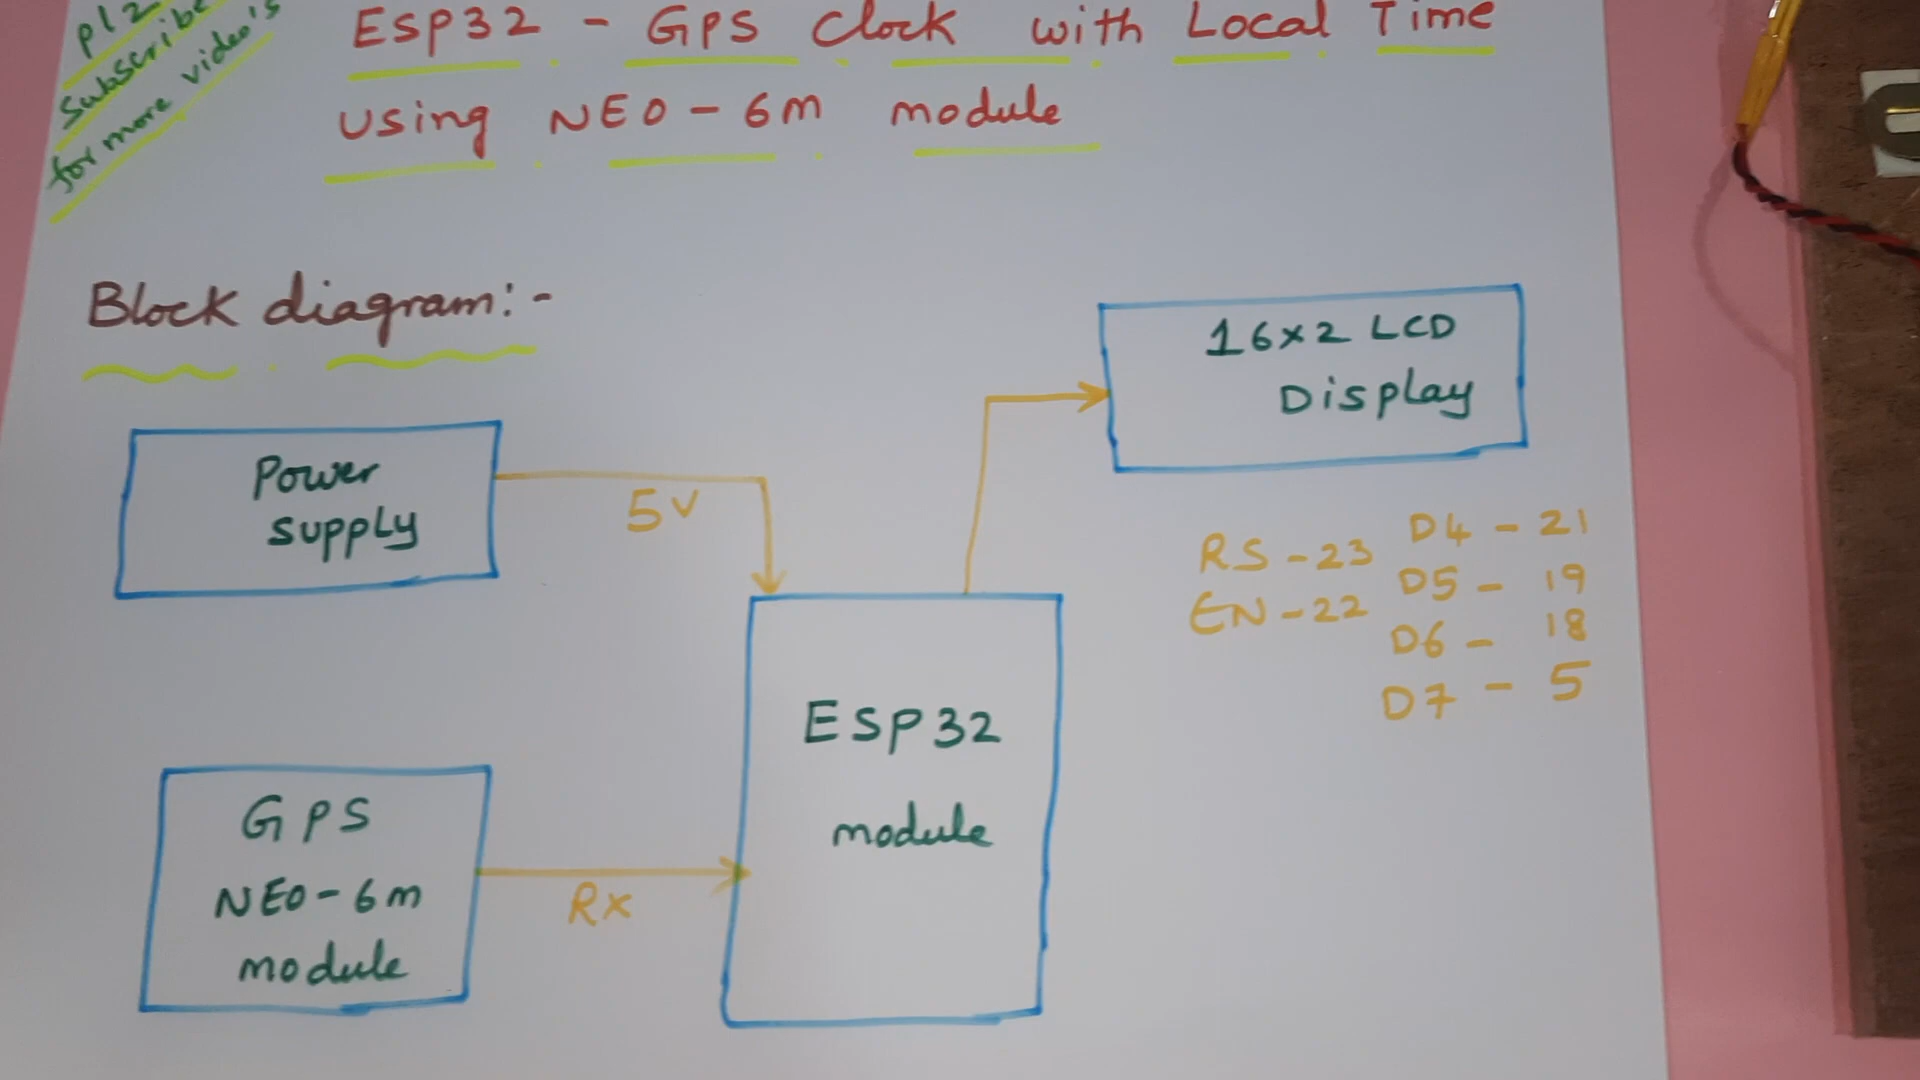 plz
subscribe
for more video's
ESP32 - GPS Clock with Local Time
using NEO-6m module
Block diagram:-
16x2 LCD
Display
Power
supply
5V
RS - 23
EN - 22
D4 - 21
D5 - 19
D6 - 18
D7 - 5
ESP32
module
GPS
NEO-6m
module
Rx